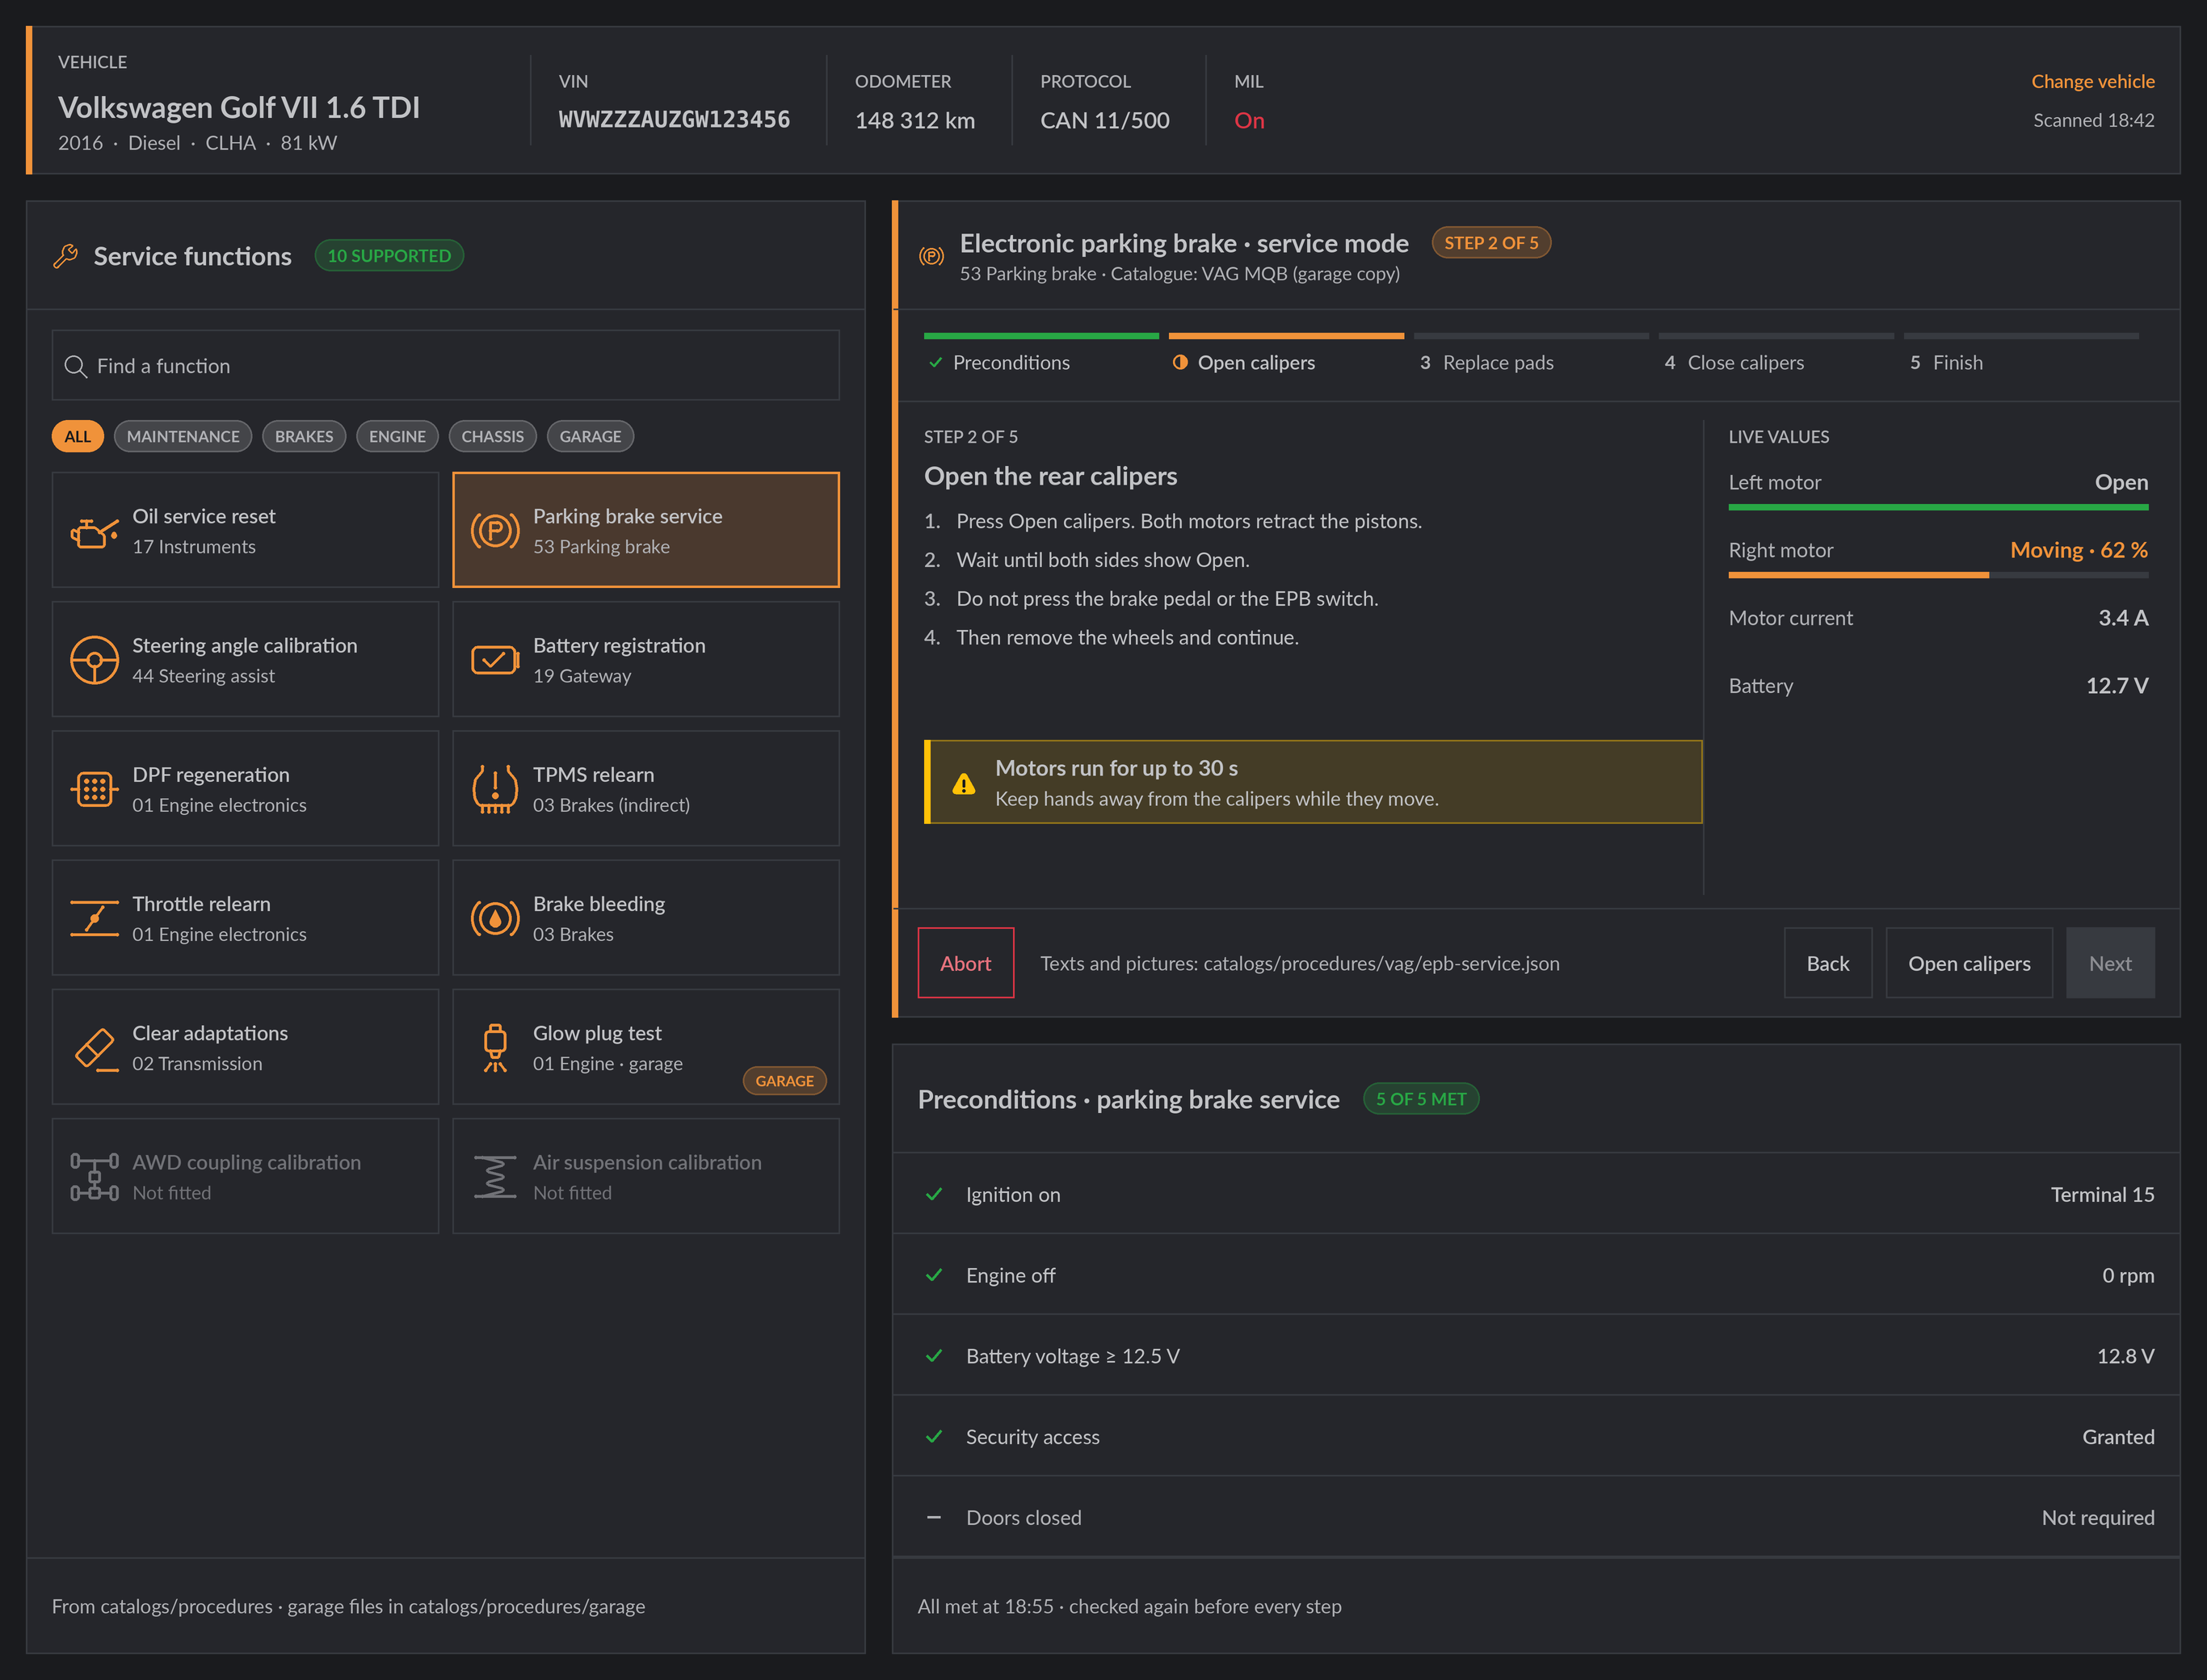 VEHICLE
Volkswagen Golf VII 1.6 TDI
2016 · Diesel · CLHA · 81 kW
VIN
WVWZZZAUZGW123456
ODOMETER
148 312 km
PROTOCOL
CAN 11/500
MIL
On
Change vehicle
Scanned 18:42
Service functions
10 SUPPORTED
Find a function
ALL
MAINTENANCE
BRAKES
ENGINE
CHASSIS
GARAGE
Oil service reset
17 Instruments
Parking brake service
53 Parking brake
Steering angle calibration
44 Steering assist
Battery registration
19 Gateway
DPF regeneration
01 Engine electronics
TPMS relearn
03 Brakes (indirect)
Throttle relearn
01 Engine electronics
Brake bleeding
03 Brakes
Clear adaptations
02 Transmission
Glow plug test
01 Engine · garage
GARAGE
AWD coupling calibration
Not fitted
Air suspension calibration
Not fitted
From catalogs/procedures · garage files in catalogs/procedures/garage
Electronic parking brake · service mode
STEP 2 OF 5
53 Parking brake · Catalogue: VAG MQB (garage copy)
Preconditions
Open calipers
3 Replace pads
4 Close calipers
5 Finish
STEP 2 OF 5
Open the rear calipers
1. Press Open calipers. Both motors retract the pistons.
2. Wait until both sides show Open.
3. Do not press the brake pedal or the EPB switch.
4. Then remove the wheels and continue.
Motors run for up to 30 s
Keep hands away from the calipers while they move.
LIVE VALUES
Left motor Open
Right motor Moving · 62 %
Motor current 3.4 A
Battery 12.7 V
Abort
Texts and pictures: catalogs/procedures/vag/epb-service.json
Back
Open calipers
Next
Preconditions · parking brake service
5 OF 5 MET
Ignition on Terminal 15
Engine off 0 rpm
Battery voltage ≥ 12.5 V 12.8 V
Security access Granted
Doors closed Not required
All met at 18:55 · checked again before every step